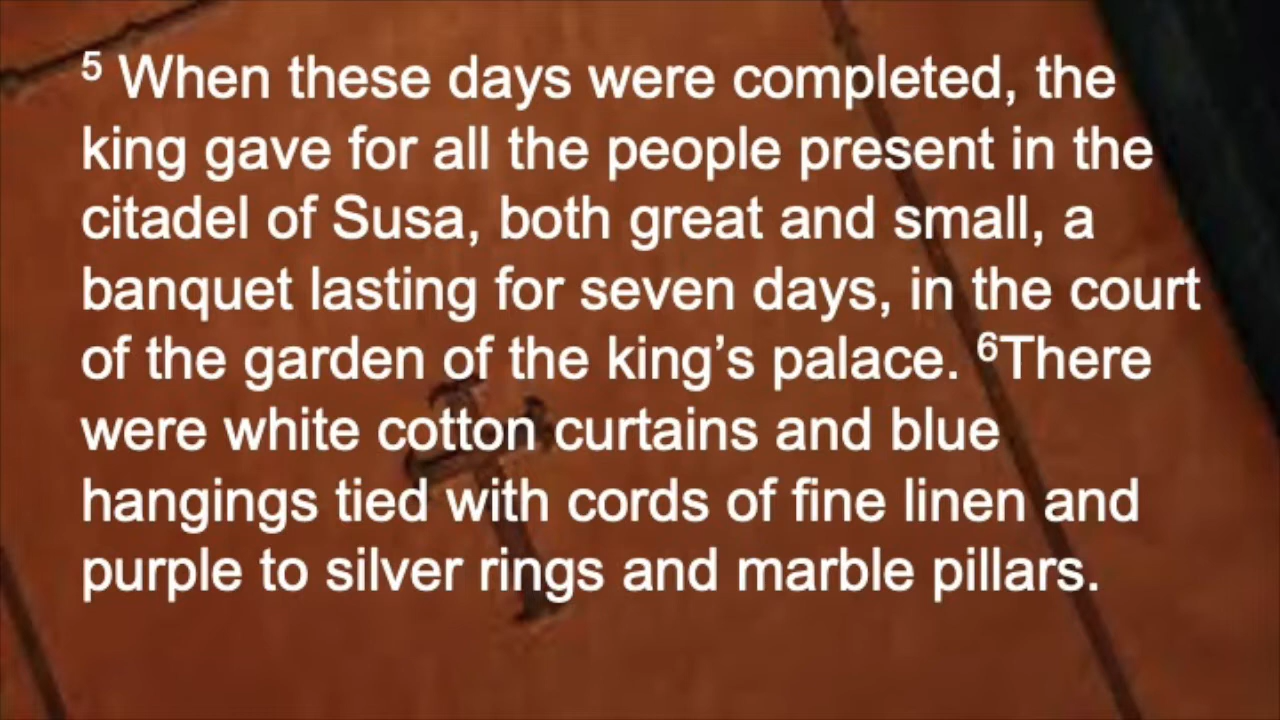 ⁵ When these days were completed, the
king gave for all the people present in the
citadel of Susa, both great and small, a
banquet lasting for seven days, in the court
of the garden of the king’s palace. ⁶There
were white cotton curtains and blue
hangings tied with cords of fine linen and
purple to silver rings and marble pillars.